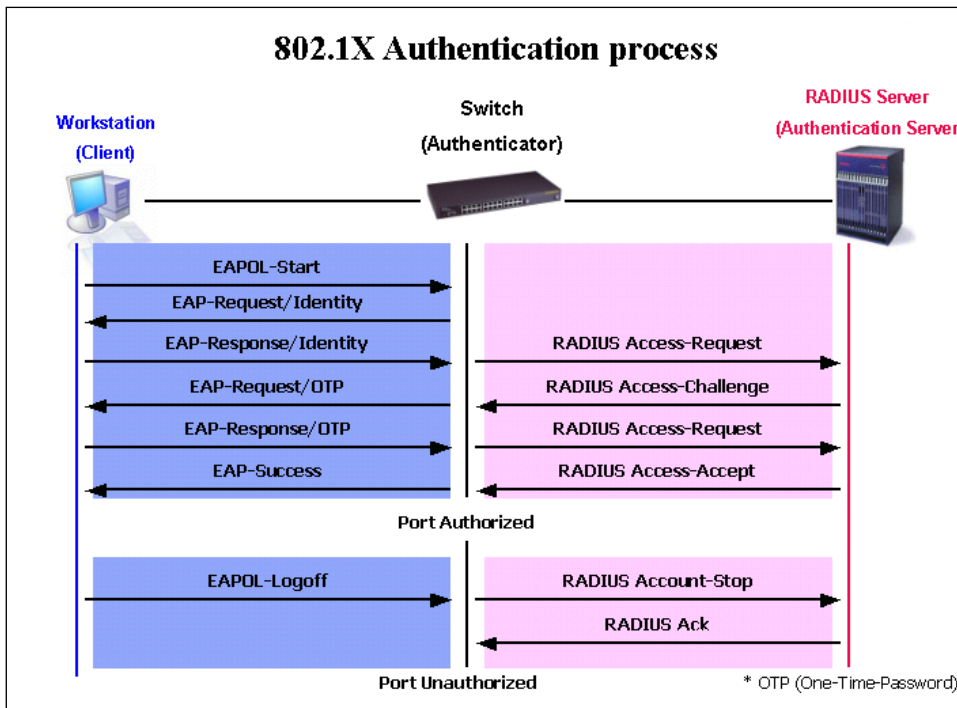 802.1X Authentication process
Workstation
(Client)
Switch
(Authenticator)
RADIUS Server
(Authentication Server
EAPOL-Start
EAP-Request/Identity
EAP-Response/Identity
RADIUS Access-Request
EAP-Request/OTP
RADIUS Access-Challenge
EAP-Response/OTP
RADIUS Access-Request
EAP-Success
RADIUS Access-Accept
Port Authorized
EAPOL-Logoff
RADIUS Account-Stop
RADIUS Ack
Port Unauthorized
* OTP (One-Time-Password)